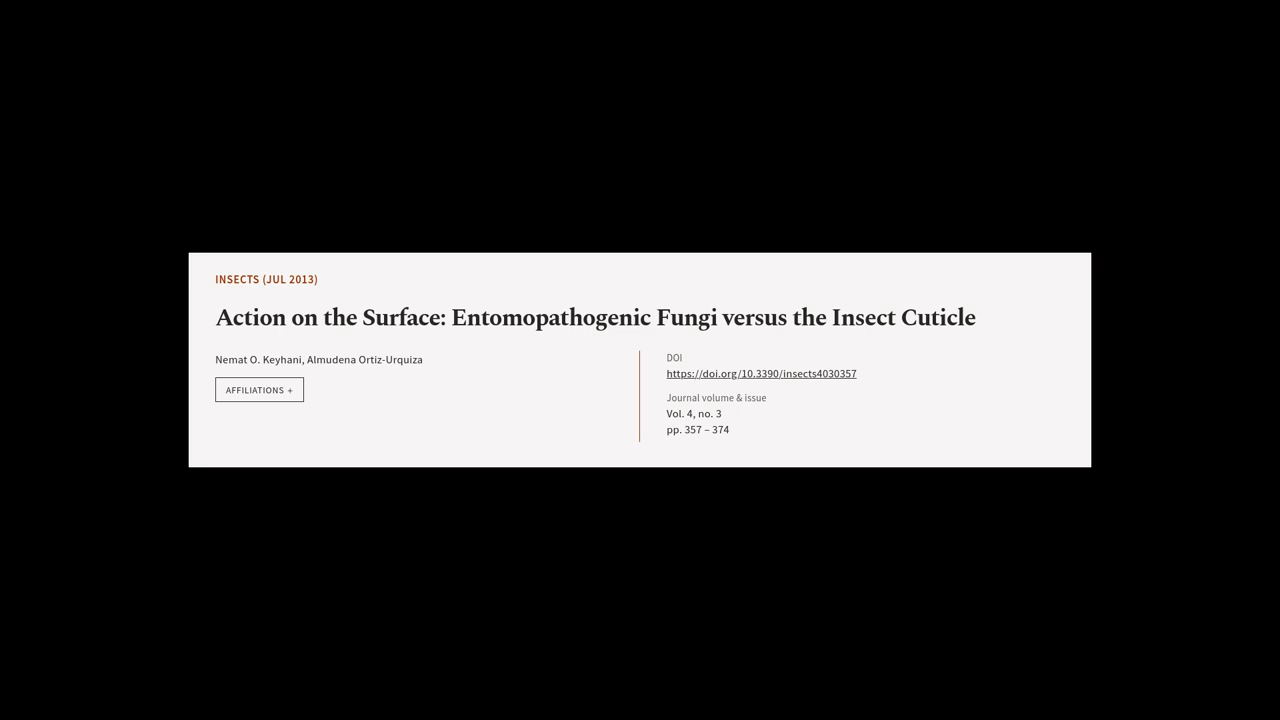 INSECTS (JUL 2013)
Action on the Surface: Entomopathogenic Fungi versus the Insect Cuticle
Nemat O. Keyhani, Almudena Ortiz-Urquiza
AFFILIATIONS +
DOI
https://doi.org/10.3390/insects4030357
Journal volume & issue
Vol. 4, no. 3
pp. 357 – 374